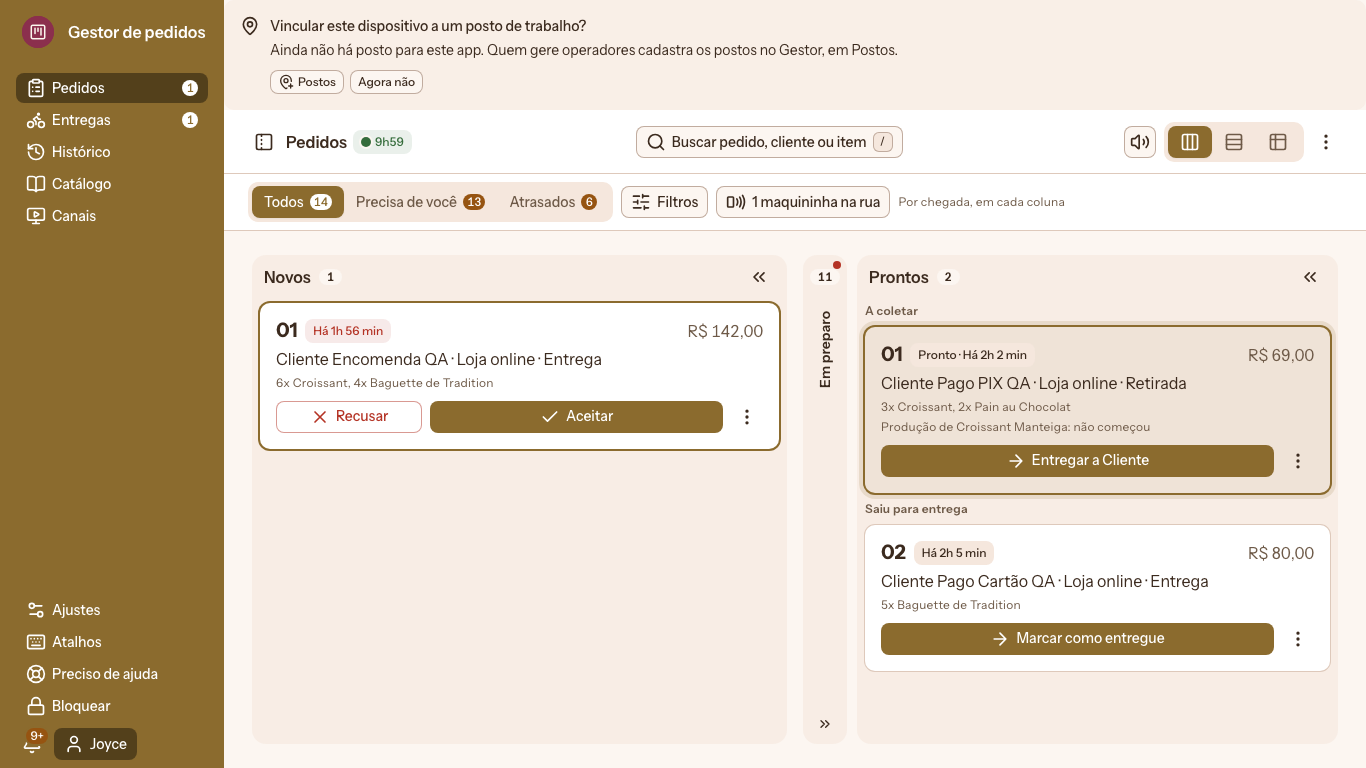 Gestor de pedidos
Pedidos 1
Entregas 1
Histórico
Catálogo
Canais
Ajustes
Atalhos
Preciso de ajuda
Bloquear
9+
Joyce
Vincular este dispositivo a um posto de trabalho?
Ainda não há posto para este app. Quem gere operadores cadastra os postos no Gestor, em Postos.
Postos Agora não
Pedidos 9h59 Buscar pedido, cliente ou item /
Todos 14 Precisa de você 13 Atrasados 6 Filtros 1 maquininha na rua Por chegada, em cada coluna
Novos 1
01 Há 1h 56 min R$ 142,00
Cliente Encomenda QA · Loja online · Entrega
6x Croissant, 4x Baguette de Tradition
Recusar Aceitar
11
Em preparo
Prontos 2
A coletar
01 Pronto · Há 2h 2 min R$ 69,00
Cliente Pago PIX QA · Loja online · Retirada
3x Croissant, 2x Pain au Chocolat
Produção de Croissant Manteiga: não começou
Entregar a Cliente
Saiu para entrega
02 Há 2h 5 min R$ 80,00
Cliente Pago Cartão QA · Loja online · Entrega
5x Baguette de Tradition
Marcar como entregue